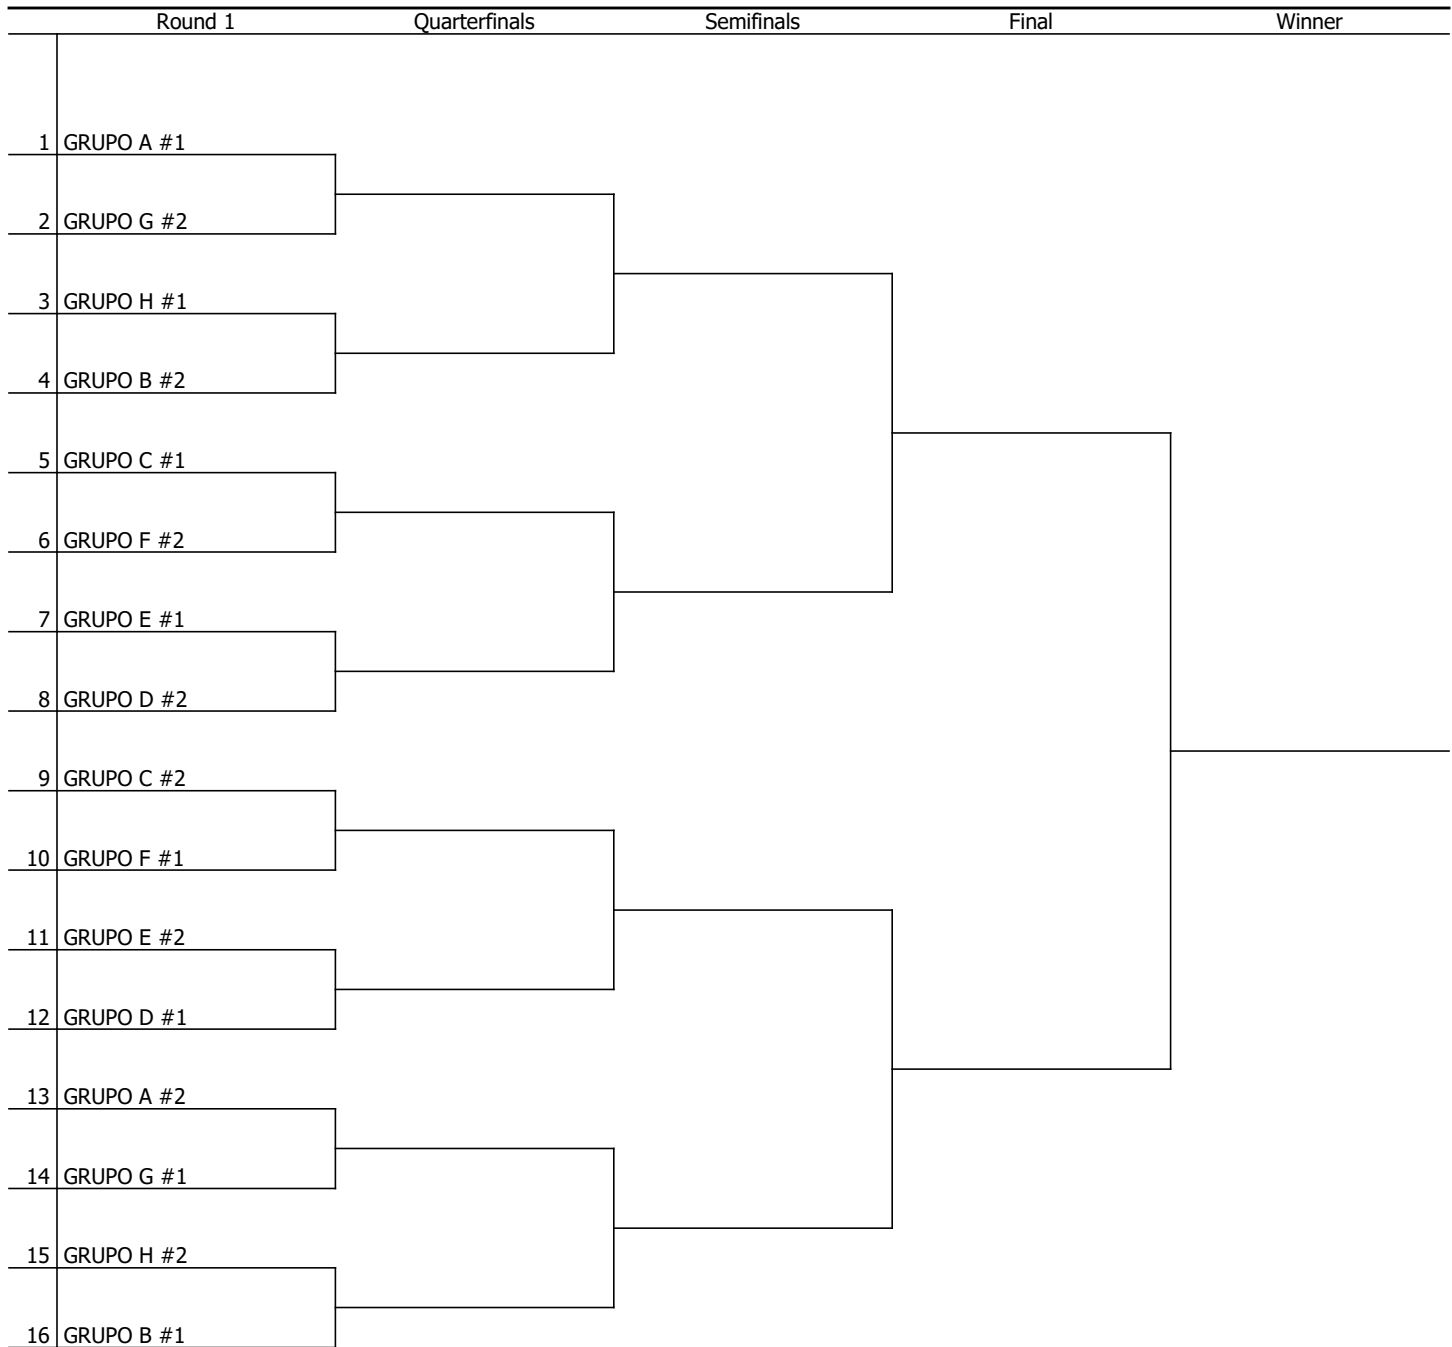 Round 1 Quarterfinals Semifinals Final Winner
1 GRUPO A #1
2 GRUPO G #2
3 GRUPO H #1
4 GRUPO B #2
5 GRUPO C #1
6 GRUPO F #2
7 GRUPO E #1
8 GRUPO D #2
9 GRUPO C #2
10 GRUPO F #1
11 GRUPO E #2
12 GRUPO D #1
13 GRUPO A #2
14 GRUPO G #1
15 GRUPO H #2
16 GRUPO B #1